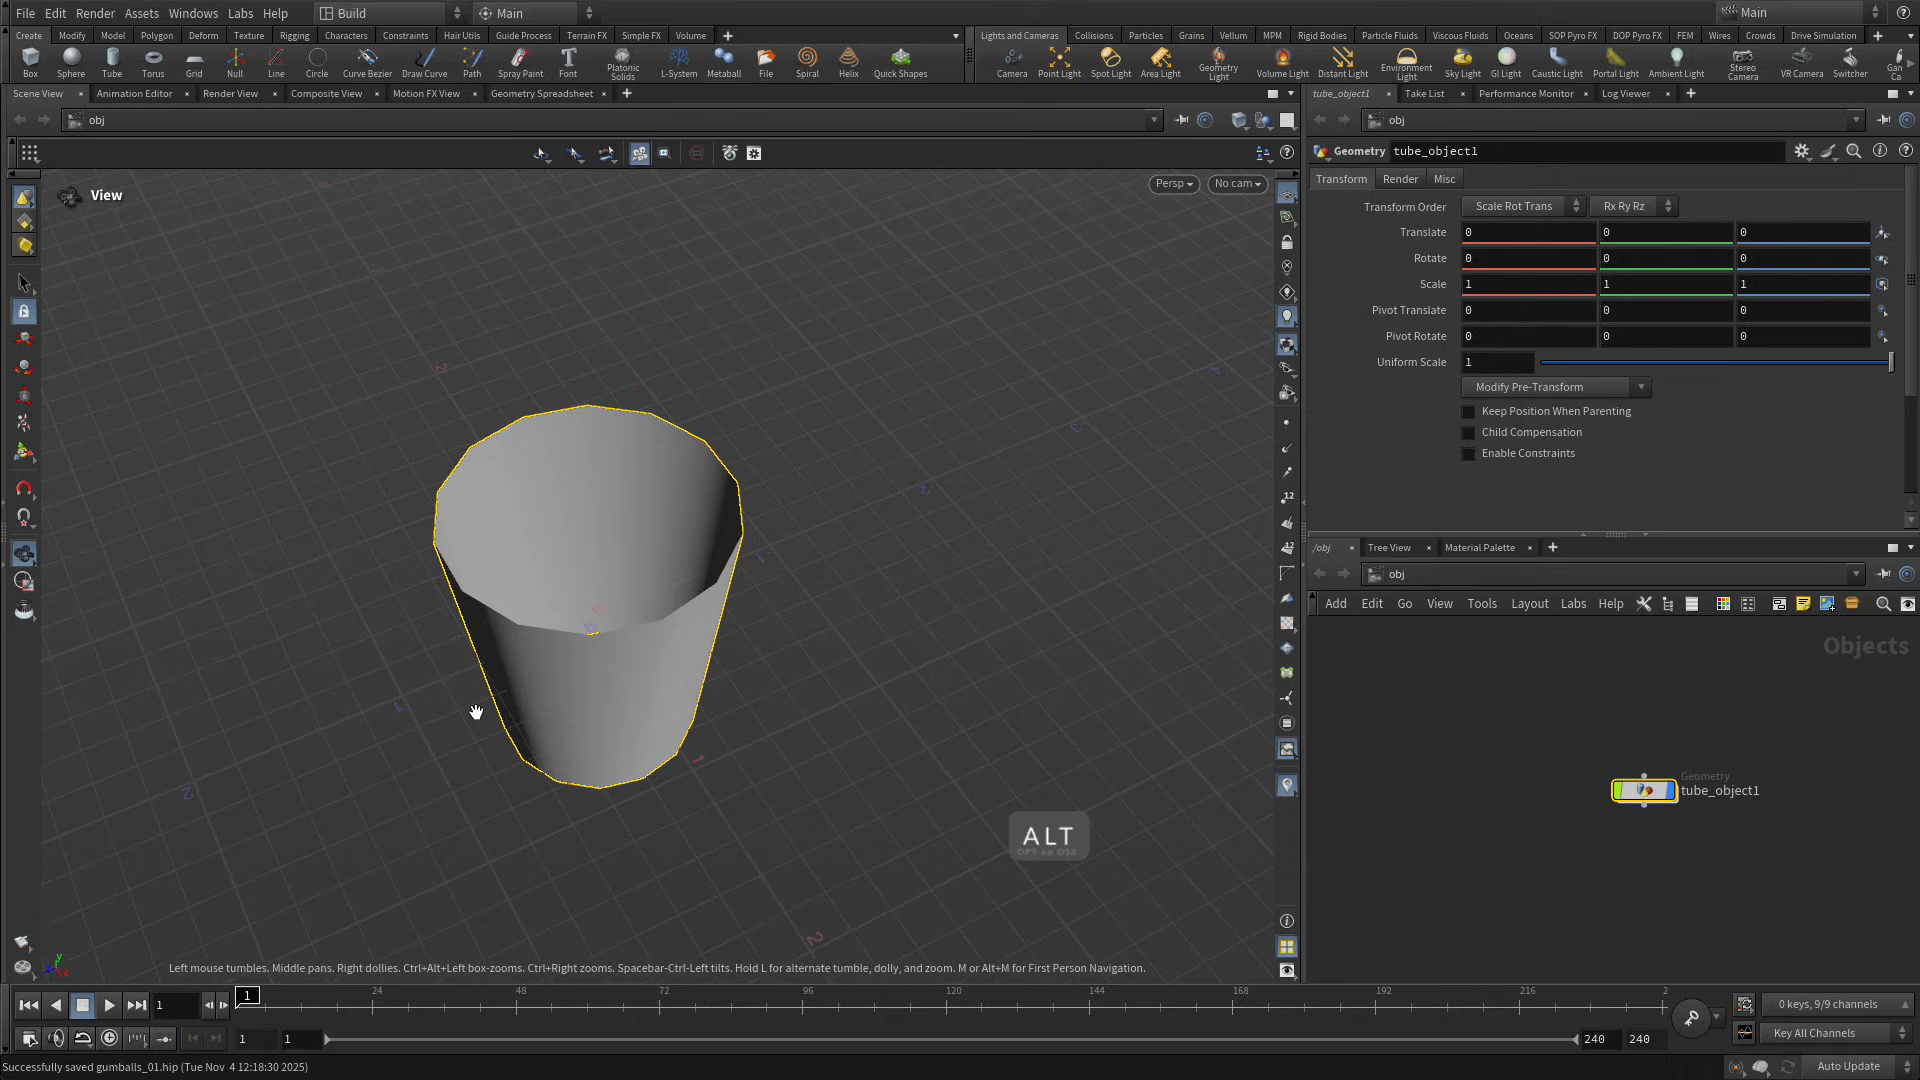 File Edit Render Assets Windows Labs Help Build Main Main
Create Modify Model Polygon Deform Texture Rigging Characters Constraints Hair Utils Guide Process Terrain FX Simple FX Volume
Lights and Cameras Collisions Particles Grains Vellum MPM Rigid Bodies Particle Fluids Viscous Fluids Oceans SOP Pyro FX DOP Pyro FX FEM Wires Crowds Drive Simulation
Box Sphere Tube Torus Grid Null Line Circle Curve Bezier Draw Curve Path Spray Paint Font Platonic Solids L-System Metaball File Spiral Helix Quick Shapes
Camera Point Light Spot Light Area Light Geometry Light Volume Light Distant Light Environment Light Sky Light GI Light Caustic Light Portal Light Ambient Light Stereo Camera VR Camera Switcher Gan Ca
Scene View Animation Editor Render View Composite View Motion FX View Geometry Spreadsheet
tube_object1 Take List Performance Monitor Log Viewer
obj
obj
View
Persp
No cam
Geometry tube_object1
Transform Render Misc
Transform Order Scale Rot Trans Rx Ry Rz
Translate 0 0 0
Rotate 0 0 0
Scale 1 1 1
Pivot Translate 0 0 0
Pivot Rotate 0 0 0
Uniform Scale 1
Modify Pre-Transform
Keep Position When Parenting
Child Compensation
Enable Constraints
/obj Tree View Material Palette
obj
Add Edit Go View Tools Layout Labs Help
Objects
Geometry
tube_object1
12
12
ALT
OPT on OSX
Left mouse tumbles. Middle pans. Right dollies. Ctrl+Alt+Left box-zooms. Ctrl+Right zooms. Spacebar-Ctrl-Left tilts. Hold L for alternate tumble, dolly, and zoom. M or Alt+M for First Person Navigation.
1 1 24 48 72 96 120 144 168 192 216 2
0 keys, 9/9 channels
1 1 240 240
Key All Channels
Successfully saved gumballs_01.hip (Tue Nov 4 12:18:30 2025)
Auto Update